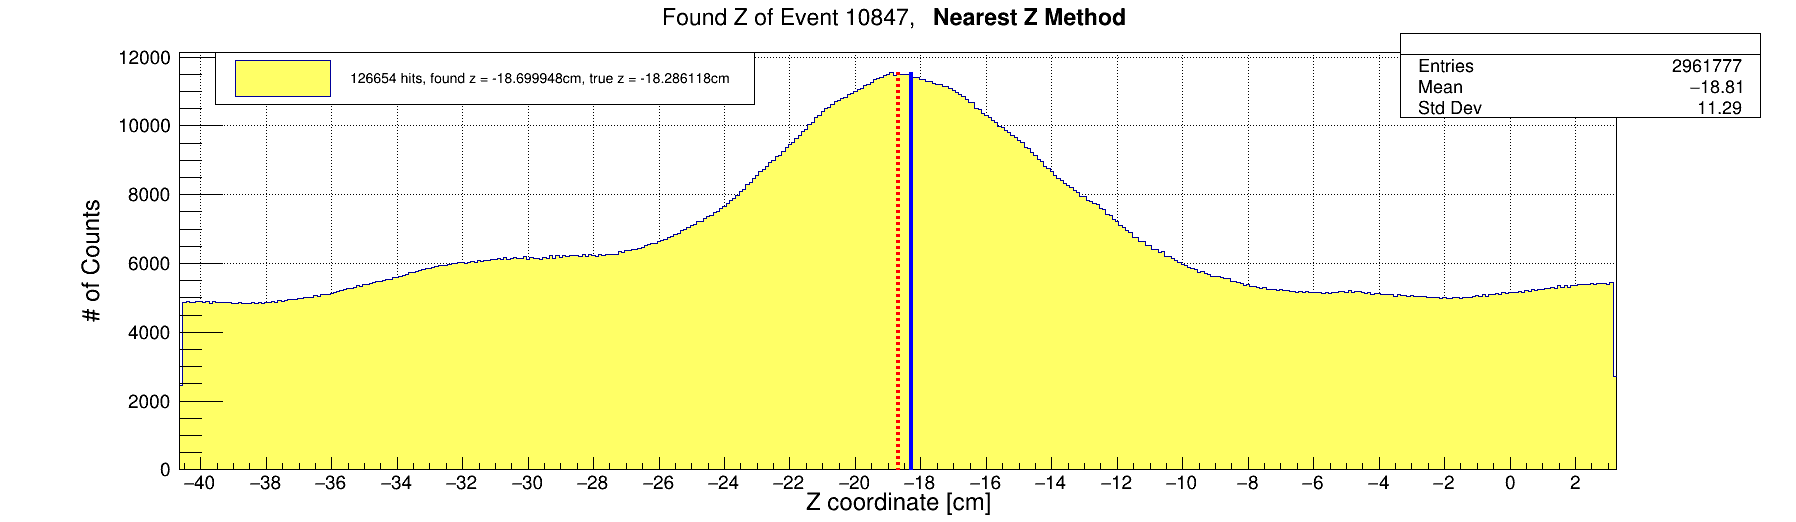 Found Z of Event 10847, Nearest Z Method
126654 hits, found z = -18.699948cm, true z = -18.286118cm
Entries 2961777
Mean −18.81
Std Dev 11.29
# of Counts
12000
10000
8000
6000
4000
2000
0
−40 −38 −36 −34 −32 −30 −28 −26 −24 −22 −20 −18 −16 −14 −12 −10 −8 −6 −4 −2 0 2
Z coordinate [cm]